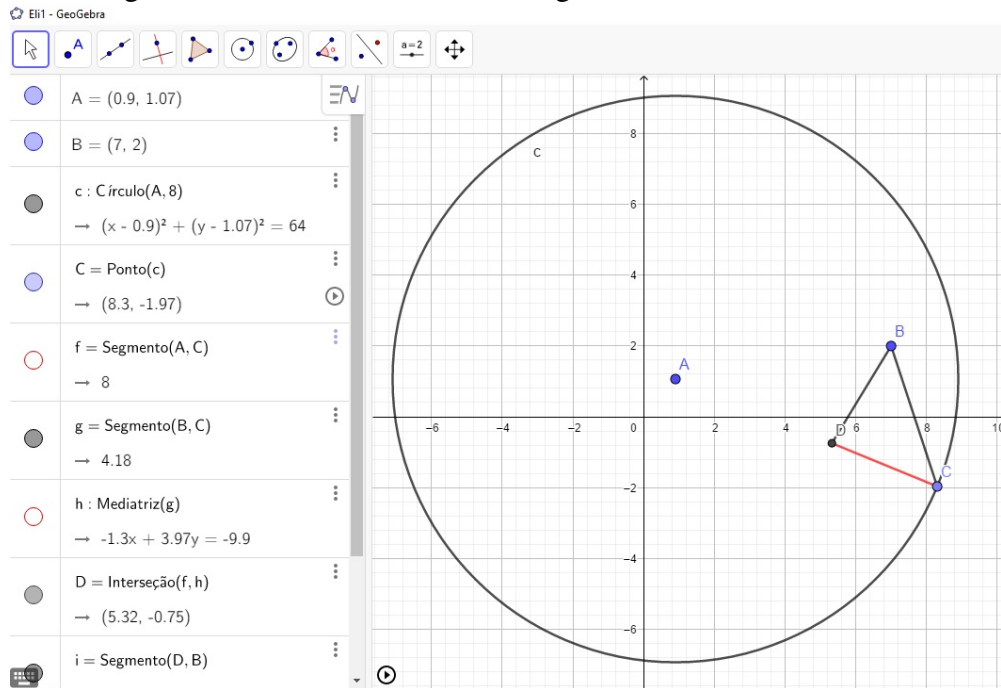 Eli1 - GeoGebra
A
a=2
A = (0.9, 1.07)
B = (7, 2)
c : Círculo(A, 8)
→ (x - 0.9)² + (y - 1.07)² = 64
C = Ponto(c)
→ (8.3, -1.97)
f = Segmento(A, C)
→ 8
g = Segmento(B, C)
→ 4.18
h : Mediatriz(g)
→ -1.3x + 3.97y = -9.9
D = Interseção(f, h)
→ (5.32, -0.75)
i = Segmento(D, B)
8
c
6
4
B
2
A
−6
−4
−2
0
2
4
D
6
8
10
C
−2
−4
−6